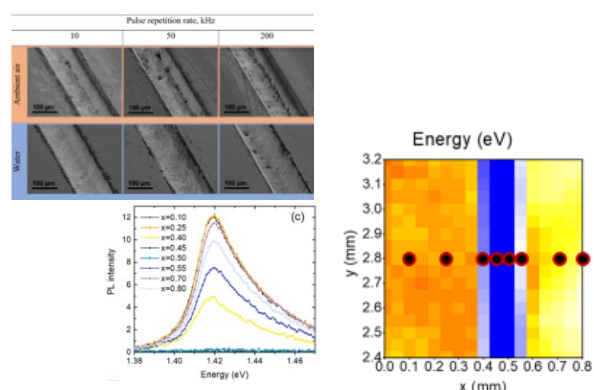 Pulse repetition rate, kHz
10 50 200
Ambient air
100 μm 100 μm 100 μm
Water
100 μm 100 μm 100 μm
(c)
12
10
8
6
4
2
0
x=0.10
x=0.25
x=0.40
x=0.45
x=0.50
x=0.55
x=0.70
x=0.80
PL intensity
1.38 1.40 1.42 1.44 1.46
Energy (eV)
Energy (eV)
3.2
3.1
3.0
2.9
2.8
2.7
2.6
2.5
2.4
y (mm)
0.1 0.2 0.3 0.4 0.5 0.6 0.7 0.8
x (mm)